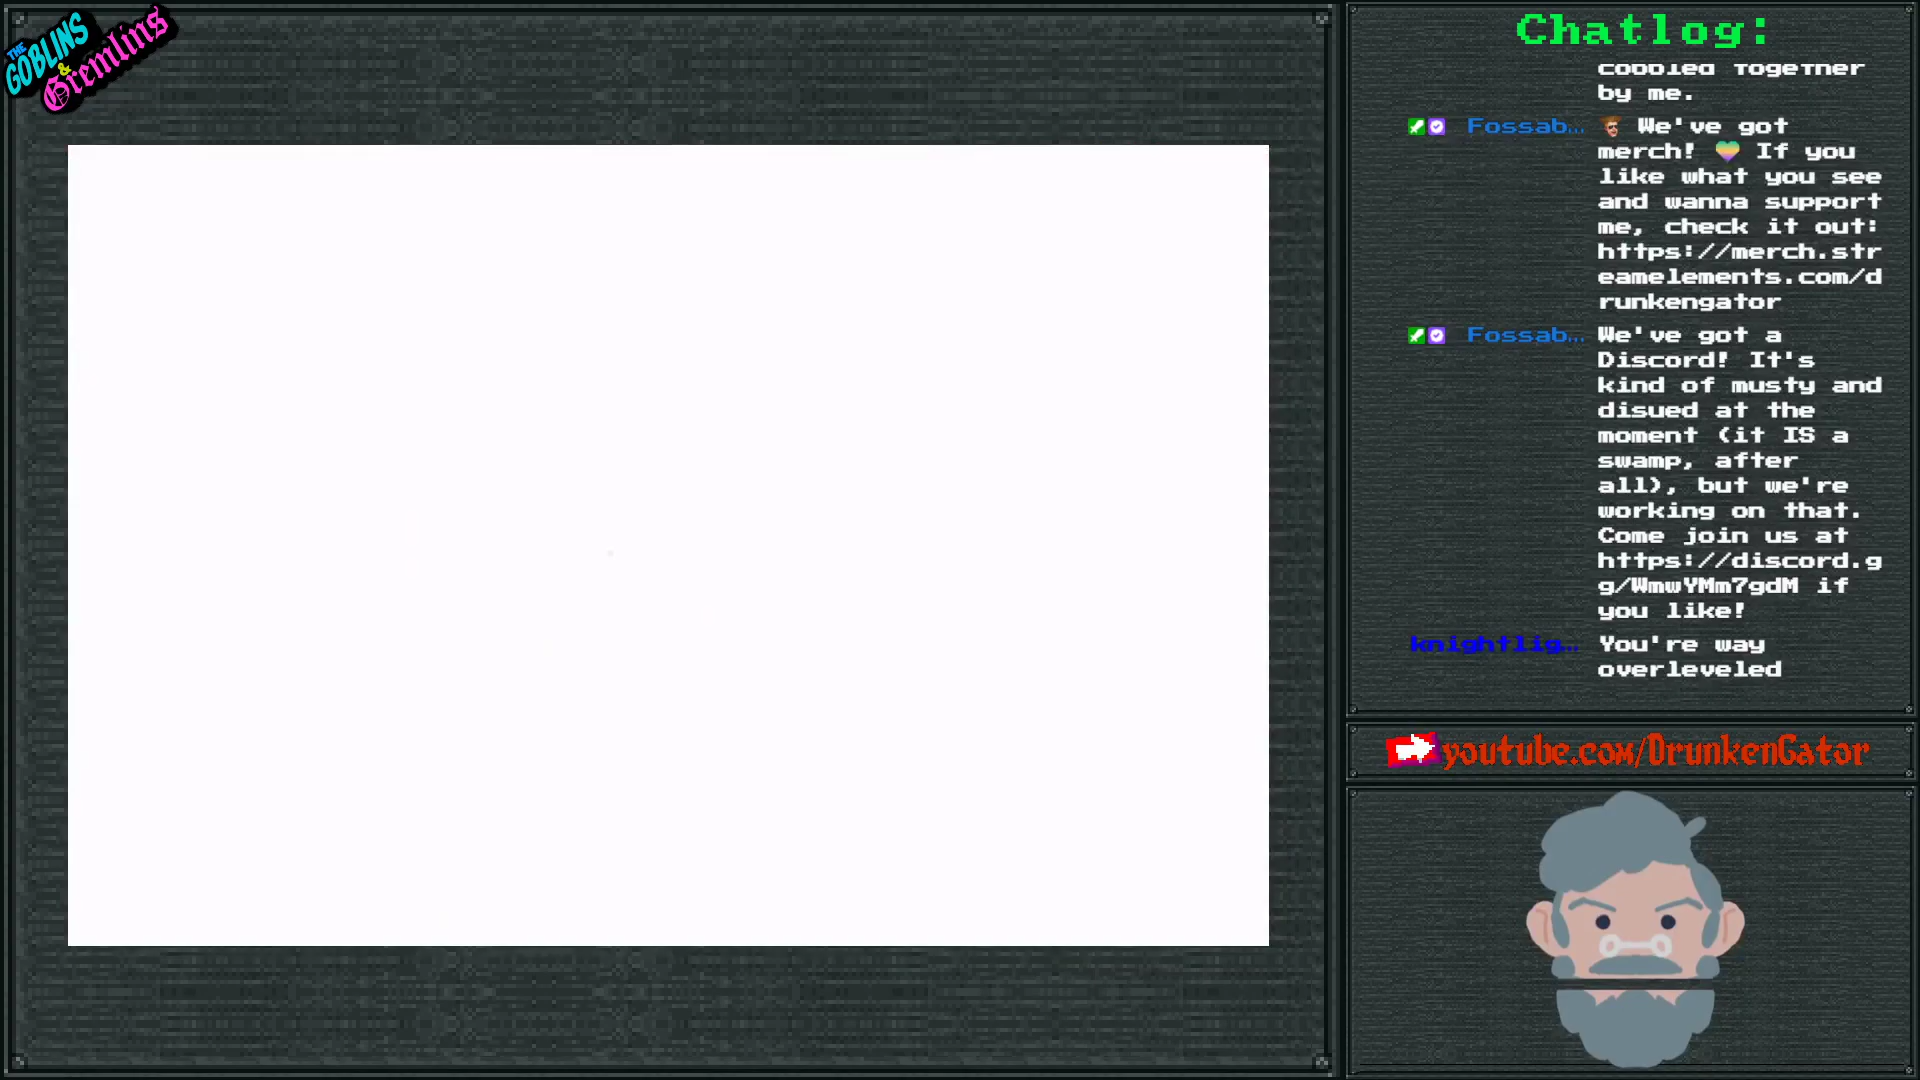 THE
GOBLINS
&
Gremlins
Chatlog:
cobbled together
by me.
Fossab... We've got
merch! If you
like what you see
and wanna support
me, check it out:
https://merch.str
eamelements.com/d
runkengator
Fossab... We've got a
Discord! It's
kind of musty and
disued at the
moment (it IS a
swamp, after
all), but we're
working on that.
Come join us at
https://discord.g
g/WmwYMm7gdM if
you like!
knightlig... You're way
overleveled
youtube.com/DrunkenGator